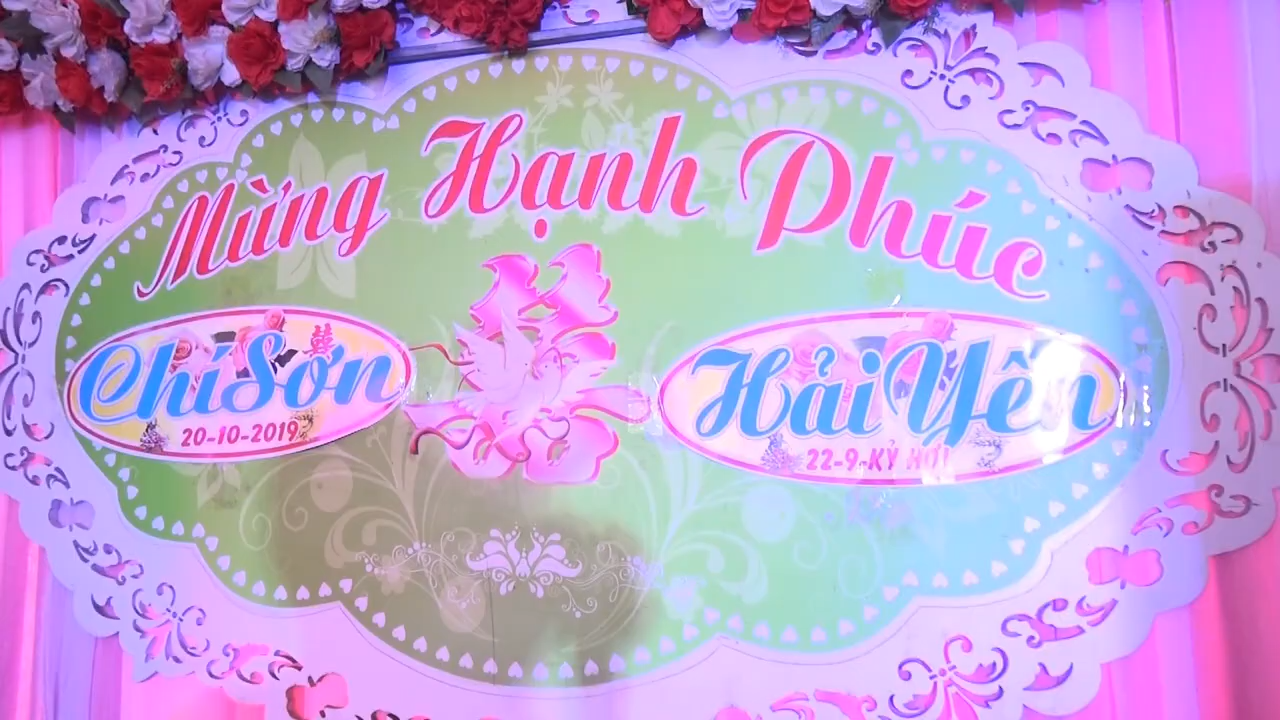 Mừng Hạnh Phúc
Chí Sơn
20-10-2019
Hải Yến
22-9-KỶ HỢI